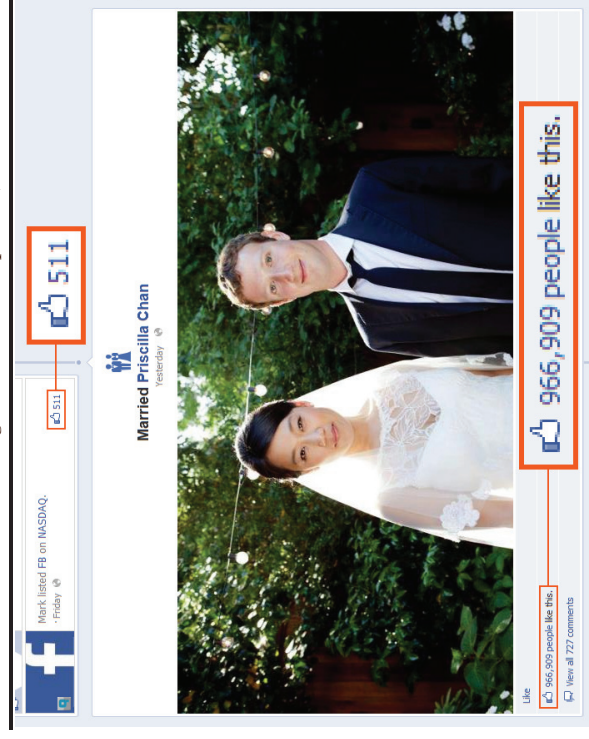 Mark listed FB on NASDAQ.
· Friday
511
511
Married Priscilla Chan
Yesterday
Like
966,909 people like this.
966,909 people like this.
View all 727 comments